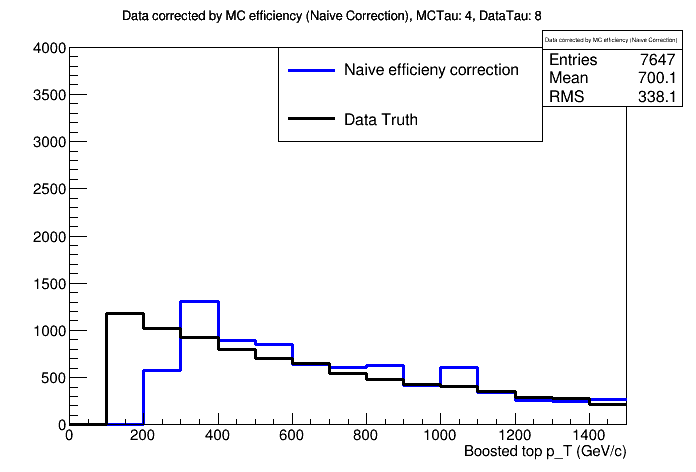 Data corrected by MC efficiency (Naive Correction), MCTau: 4, DataTau: 8
Data corrected by MC efficiency (Naive Correction)
Entries 7647
Mean 700.1
RMS 338.1
Naive efficieny correction
Data Truth
4000
3500
3000
2500
2000
1500
1000
500
0
0 200 400 600 800 1000 1200 1400
Boosted top p_T (GeV/c)